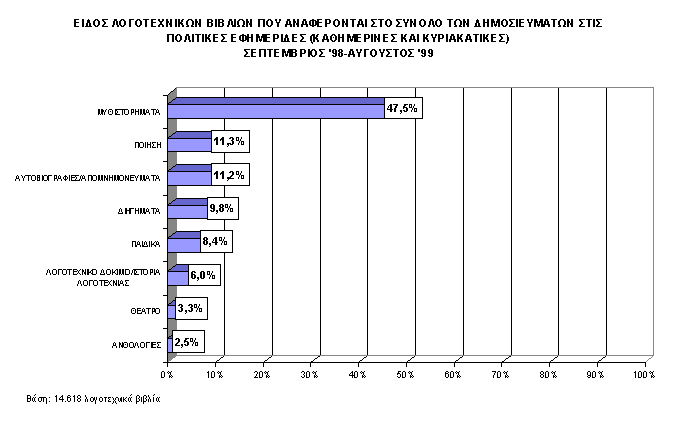 ΕΙΔΟΣ ΛΟΓΟΤΕΧΝΙΚΩΝ ΒΙΒΛΙΩΝ ΠΟΥ ΑΝΑΦΕΡΟΝΤΑΙ ΣΤΟ ΣΥΝΟΛΟ ΤΩΝ ΔΗΜΟΣΙΕΥΜΑΤΩΝ ΣΤΙΣ
ΠΟΛΙΤΙΚΕΣ ΕΦΗΜΕΡΙΔΕΣ (ΚΑΘΗΜΕΡΙΝΕΣ ΚΑΙ ΚΥΡΙΑΚΑΤΙΚΕΣ)
ΣΕΠΤΕΜΒΡΙΟΣ '98-ΑΥΓΟΥΣΤΟΣ '99
ΜΥΘΙΣΤΟΡΗΜΑΤΑ 47,5%
ΠΟΙΗΣΗ 11,3%
ΑΥΤΟΒΙΟΓΡΑΦΙΕΣ/ΑΠΟΜΝΗΜΟΝΕΥΜΑΤΑ 11,2%
ΔΙΗΓΗΜΑΤΑ 9,8%
ΠΑΙΔΙΚΑ 8,4%
ΛΟΓΟΤΕΧΝΙΚΟ ΔΟΚΙΜΙΟ/ΙΣΤΟΡΙΑ
ΛΟΓΟΤΕΧΝΙΑΣ 6,0%
ΘΕΑΤΡΟ 3,3%
ΑΝΘΟΛΟΓΙΕΣ 2,5%
0% 10% 20% 30% 40% 50% 60% 70% 80% 90% 100%
Βάση: 14.618 λογοτεχνικά βιβλία